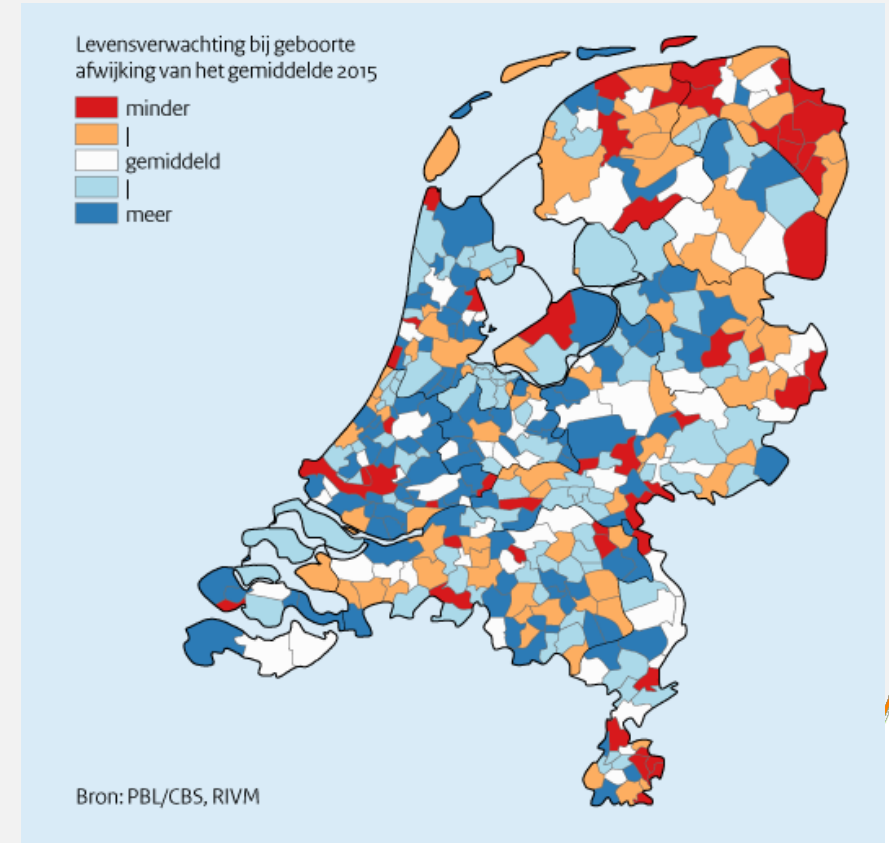 Levensverwachting bij geboorte
afwijking van het gemiddelde 2015
minder
|
gemiddeld
|
meer
Bron: PBL/CBS, RIVM